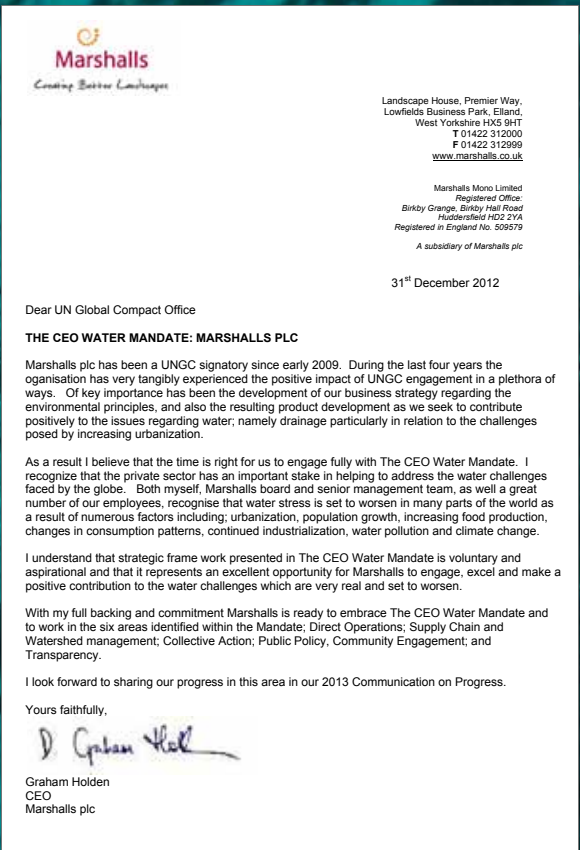 Marshalls
Creating Better Landscapes
Landscape House, Premier Way,
Lowfields Business Park, Elland,
West Yorkshire HX5 9HT
T 01422 312000
F 01422 312999
www.marshalls.co.uk
Marshalls Mono Limited
Registered Office:
Birkby Grange, Birkby Hall Road
Huddersfield HD2 2YA
Registered in England No. 509579
A subsidiary of Marshalls plc
31st December 2012
Dear UN Global Compact Office
THE CEO WATER MANDATE: MARSHALLS PLC
Marshalls plc has been a UNGC signatory since early 2009. During the last four years the
oganisation has very tangibly experienced the positive impact of UNGC engagement in a plethora of
ways. Of key importance has been the development of our business strategy regarding the
environmental principles, and also the resulting product development as we seek to contribute
positively to the issues regarding water; namely drainage particularly in relation to the challenges
posed by increasing urbanization.
As a result I believe that the time is right for us to engage fully with The CEO Water Mandate. I
recognize that the private sector has an important stake in helping to address the water challenges
faced by the globe. Both myself, Marshalls board and senior management team, as well a great
number of our employees, recognise that water stress is set to worsen in many parts of the world as
a result of numerous factors including; urbanization, population growth, increasing food production,
changes in consumption patterns, continued industrialization, water pollution and climate change.
I understand that strategic frame work presented in The CEO Water Mandate is voluntary and
aspirational and that it represents an excellent opportunity for Marshalls to engage, excel and make a
positive contribution to the water challenges which are very real and set to worsen.
With my full backing and commitment Marshalls is ready to embrace The CEO Water Mandate and
to work in the six areas identified within the Mandate; Direct Operations; Supply Chain and
Watershed management; Collective Action; Public Policy, Community Engagement; and
Transparency.
I look forward to sharing our progress in this area in our 2013 Communication on Progress.
Yours faithfully,
D Graham Hol
Graham Holden
CEO
Marshalls plc